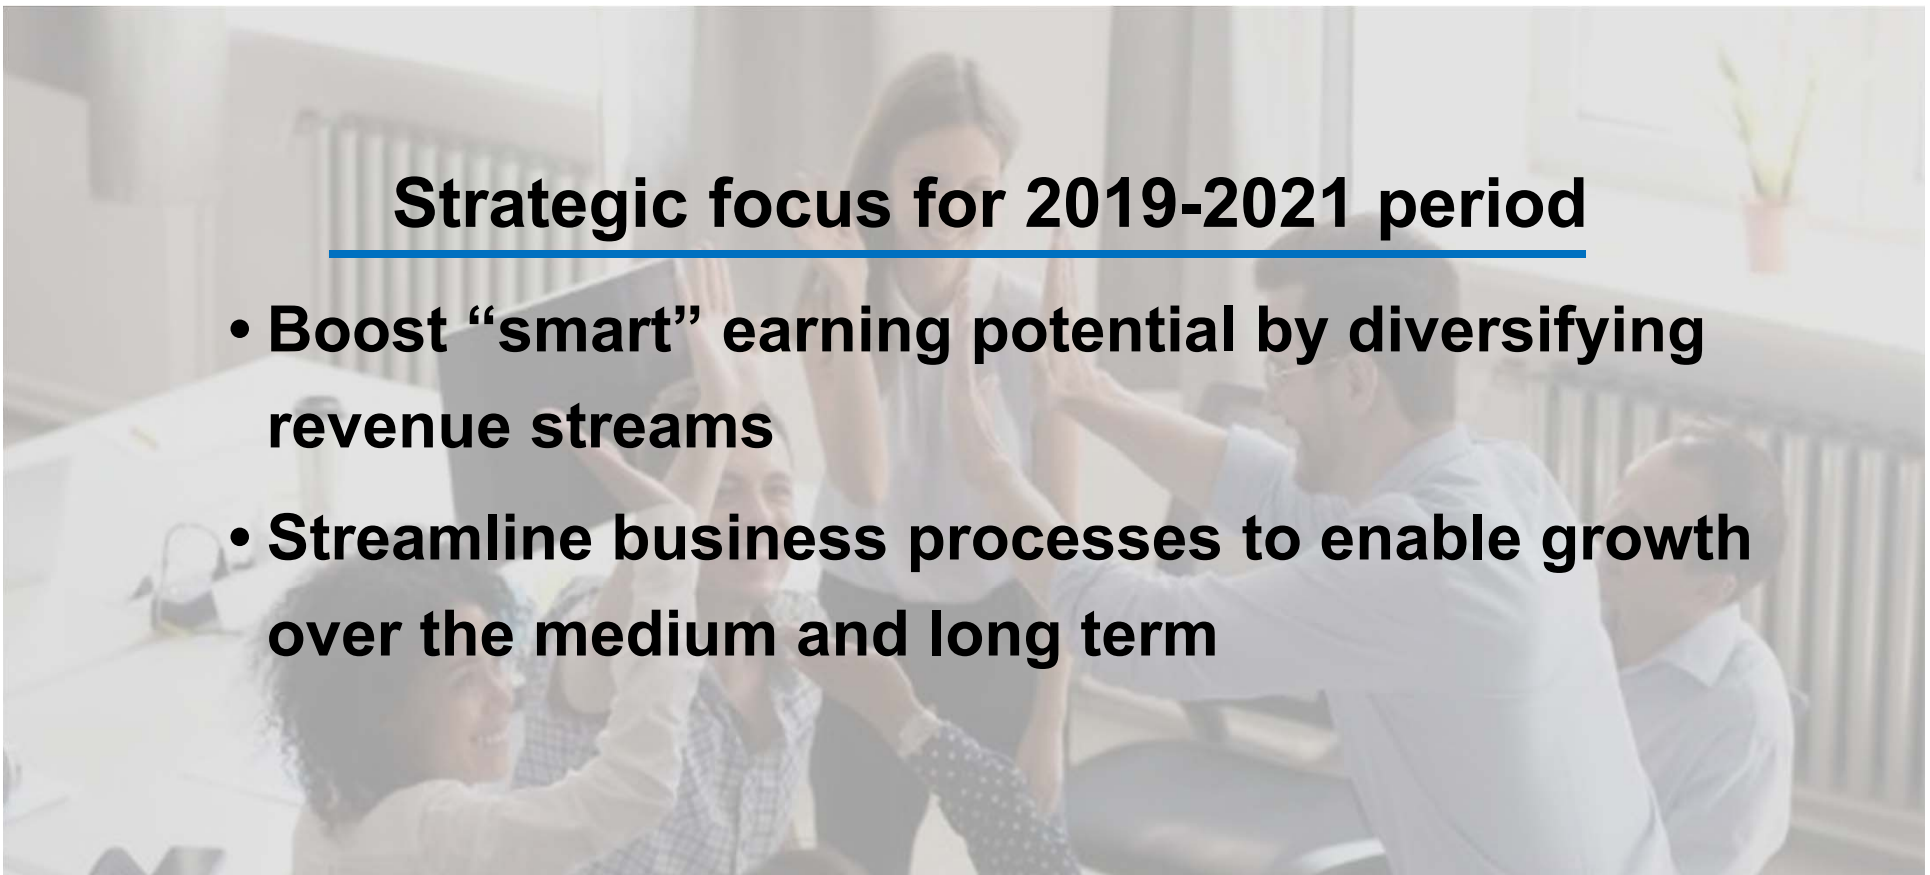 Strategic focus for 2019-2021 period
• Boost “smart” earning potential by diversifying
revenue streams
• Streamline business processes to enable growth
over the medium and long term